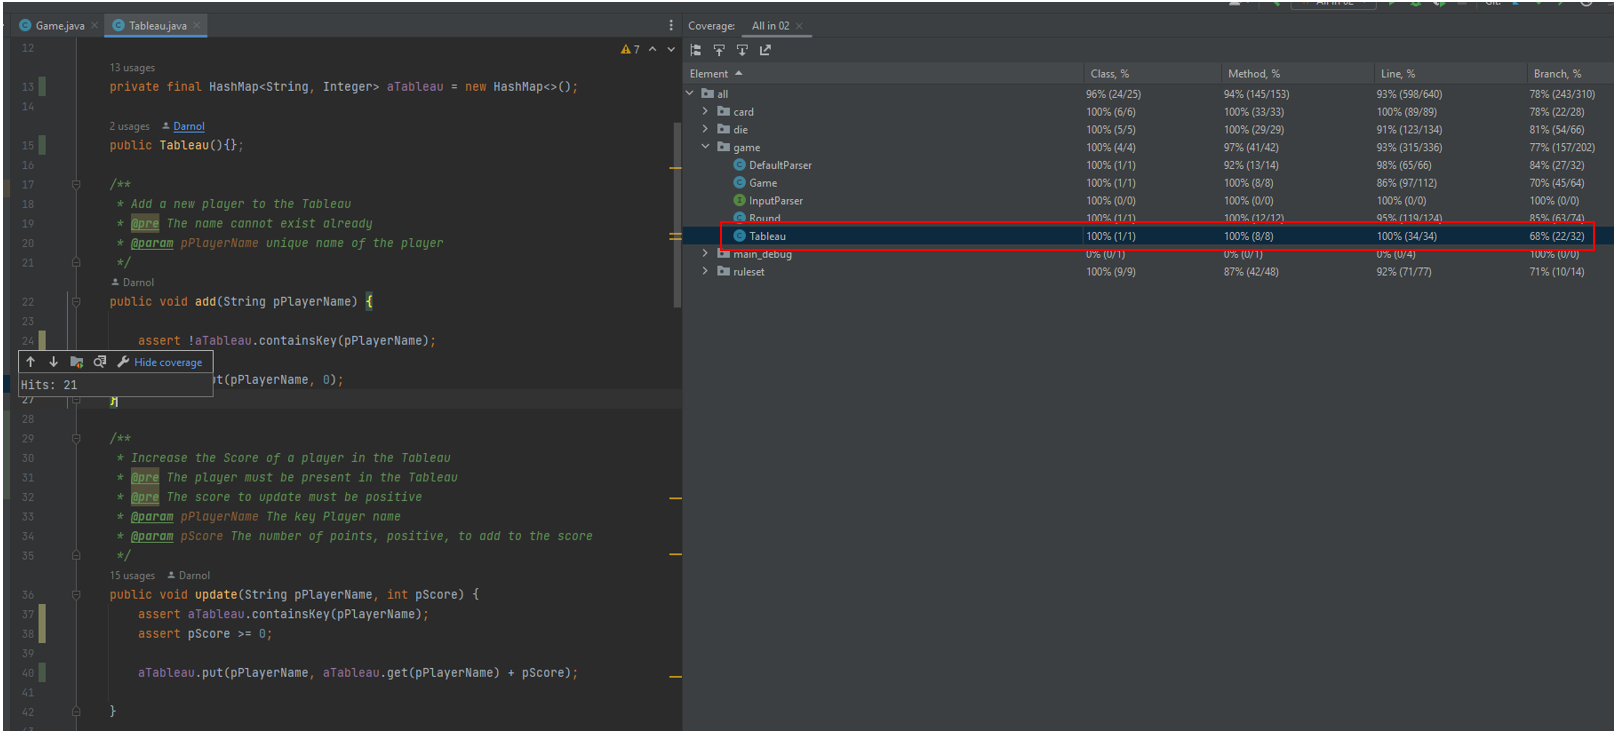 Game.java
Tableau.java
Coverage:
All in 02
7
Element
Class, %
Method, %
Line, %
Branch, %
all
96% (24/25)
94% (145/153)
93% (598/640)
78% (243/310)
card
100% (6/6)
100% (33/33)
100% (89/89)
78% (22/28)
die
100% (5/5)
100% (29/29)
91% (123/134)
81% (54/66)
game
100% (4/4)
97% (41/42)
93% (315/336)
77% (157/202)
DefaultParser
100% (1/1)
92% (13/14)
98% (65/66)
84% (27/32)
Game
100% (1/1)
100% (8/8)
86% (97/112)
70% (45/64)
InputParser
100% (0/0)
100% (0/0)
100% (0/0)
100% (0/0)
Round
100% (1/1)
100% (12/12)
95% (119/124)
85% (63/74)
Tableau
100% (1/1)
100% (8/8)
100% (34/34)
68% (22/32)
main_debug
0% (0/1)
0% (0/1)
0% (0/4)
100% (0/0)
ruleset
100% (9/9)
87% (42/48)
92% (71/77)
71% (10/14)
12
13 usages
13 private final HashMap<String, Integer> aTableau = new HashMap<>();
14
2 usages Darnol
15 public Tableau(){};
16
17 /**
18 * Add a new player to the Tableau
19 * @pre The name cannot exist already
20 * @param pPlayerName unique name of the player
21 */
Darnol
22 public void add(String pPlayerName) {
23
24 assert !aTableau.containsKey(pPlayerName);
Hide coverage
Hits: 21
(pPlayerName, 0);
27 }
28
29 /**
30 * Increase the Score of a player in the Tableau
31 * @pre The player must be present in the Tableau
32 * @pre The score to update must be positive
33 * @param pPlayerName The key Player name
34 * @param pScore The number of points, positive, to add to the score
35 */
15 usages Darnol
36 public void update(String pPlayerName, int pScore) {
37 assert aTableau.containsKey(pPlayerName);
38 assert pScore >= 0;
39
40 aTableau.put(pPlayerName, aTableau.get(pPlayerName) + pScore);
41
42 }